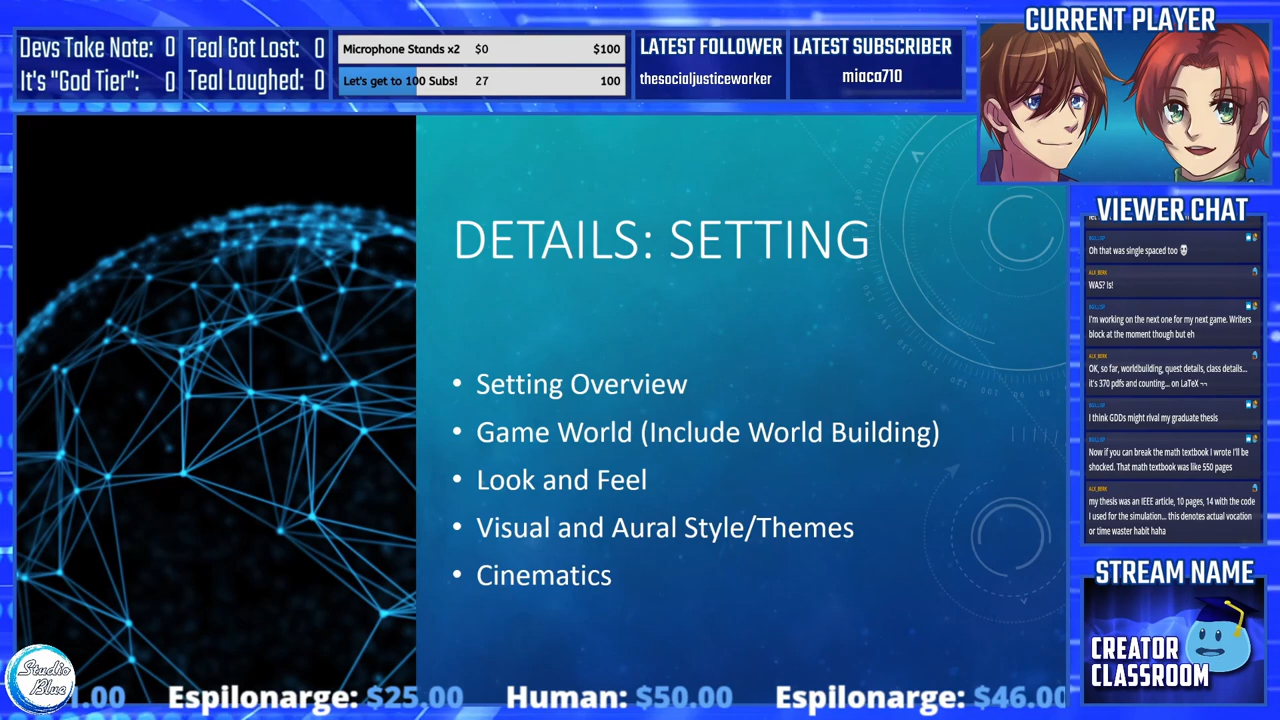 Devs Take Note: 0
It's "God Tier": 0
Teal Got Lost: 0
Teal Laughed: 0
Microphone Stands x2 $0 $100
Let's get to 100 Subs! 27 100
LATEST FOLLOWER
thesocialjusticeworker
LATEST SUBSCRIBER
miaca710
CURRENT PLAYER
DETAILS: SETTING
• Setting Overview
• Game World (Include World Building)
• Look and Feel
• Visual and Aural Style/Themes
• Cinematics
VIEWER CHAT
Oh that was single spaced too
ALX_BERK
WAS? Is!
I'm working on the next one for my next game. Writers
block at the moment though but eh
ALX_BERK
OK, so far, worldbuilding, quest details, class details...
it's 370 pdfs and counting... on LaTeX ¬¬
I think GDDs might rival my graduate thesis
Now if you can break the math textbook I wrote I'll be
shocked. That math textbook was like 550 pages
ALX_BERK
my thesis was an IEEE article, 10 pages, 14 with the code
I used for the simulation... this denotes actual vocation
or time waster habit haha
STREAM NAME
CREATOR
CLASSROOM
Studio
Blue
1.00 Espilonarge: $25.00 Human: $50.00 Espilonarge: $46.00